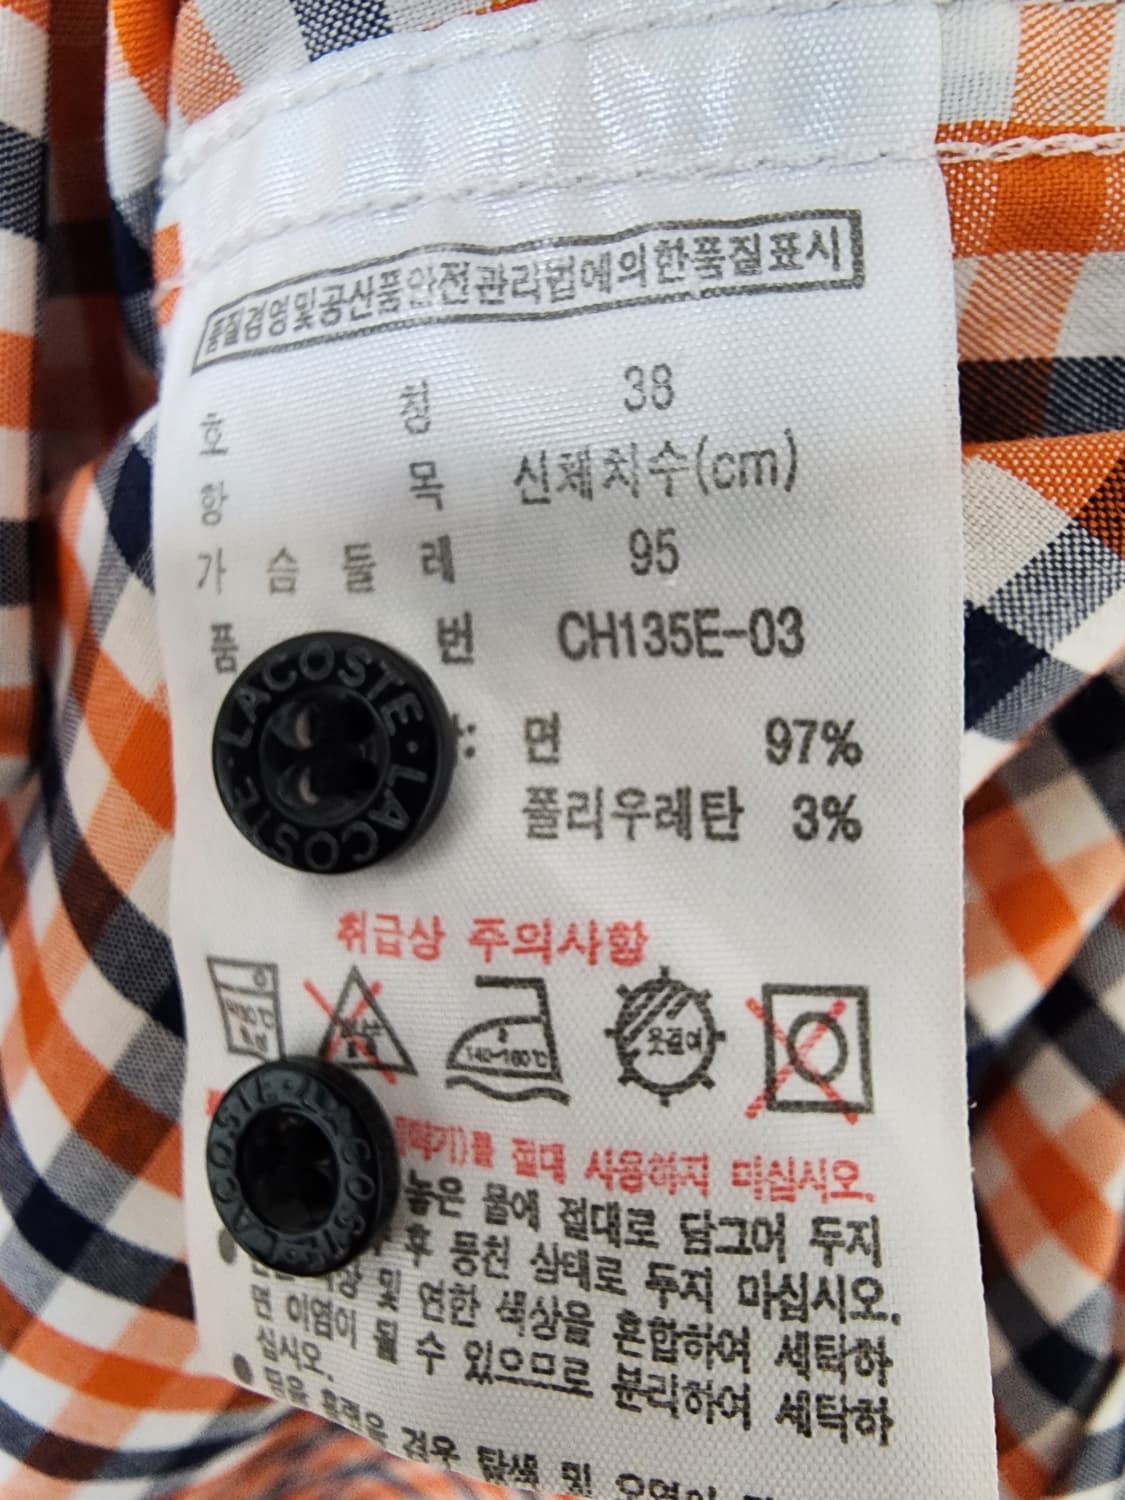 품질경영및공산품안전관리법에의한품질표시
호 칭 38
항 목 신체치수(cm)
가 슴 둘 레 95
품 번 CH135E-03
면 97%
폴리우레탄 3%
LACOSTE · LACOSTE
취급상 주의사항
140~160℃
옷걸이
를 절대 사용하지 마십시오.
LACOSTE · LACOSTE
높은 물에 절대로 담그어 두지
후 뭉친 상태로 두지 마십시오.
및 연한 색상을 혼합하여 세탁하
면 이염이 될 수 있으므로 분리하여 세탁하
십시오.
경우 탈색 및